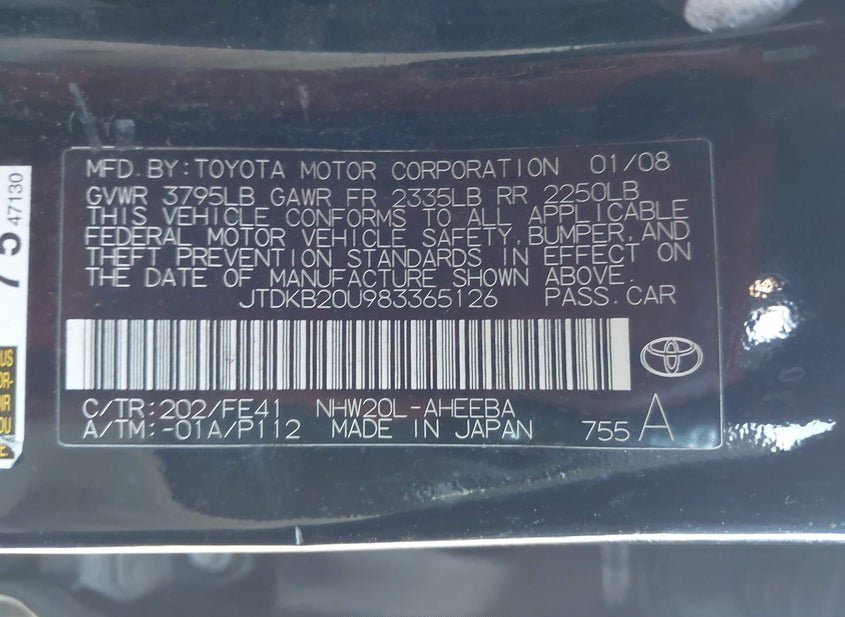 MFD.BY:TOYOTA MOTOR CORPORATION 01/08
GVWR 3795LB GAWR FR 2335LB RR 2250LB
THIS VEHICLE CONFORMS TO ALL APPLICABLE
FEDERAL MOTOR VEHICLE SAFETY,BUMPER,AND
THEFT PREVENTION STANDARDS IN EFFECT ON
THE DATE OF MANUFACTURE SHOWN ABOVE.
JTDKB20U983365126 PASS.CAR
C/TR:202/FE41 NHW20L-AHEEBA
A/TM:-01A/P112 MADE IN JAPAN 755 A
75
47130